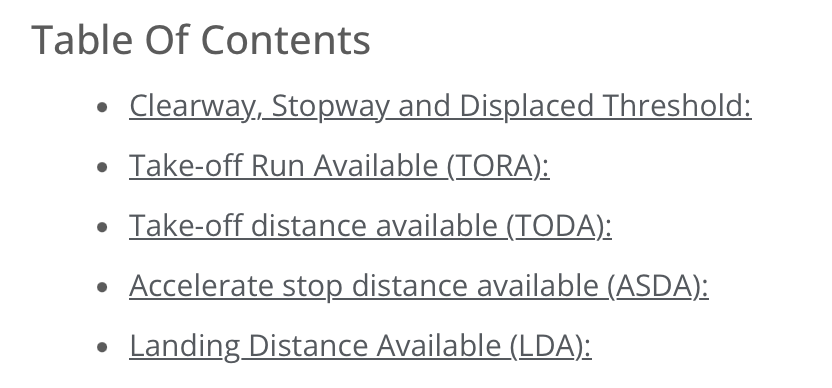 Table Of Contents
Clearway, Stopway and Displaced Threshold:
Take-off Run Available (TORA):
Take-off distance available (TODA):
Accelerate stop distance available (ASDA):
Landing Distance Available (LDA):